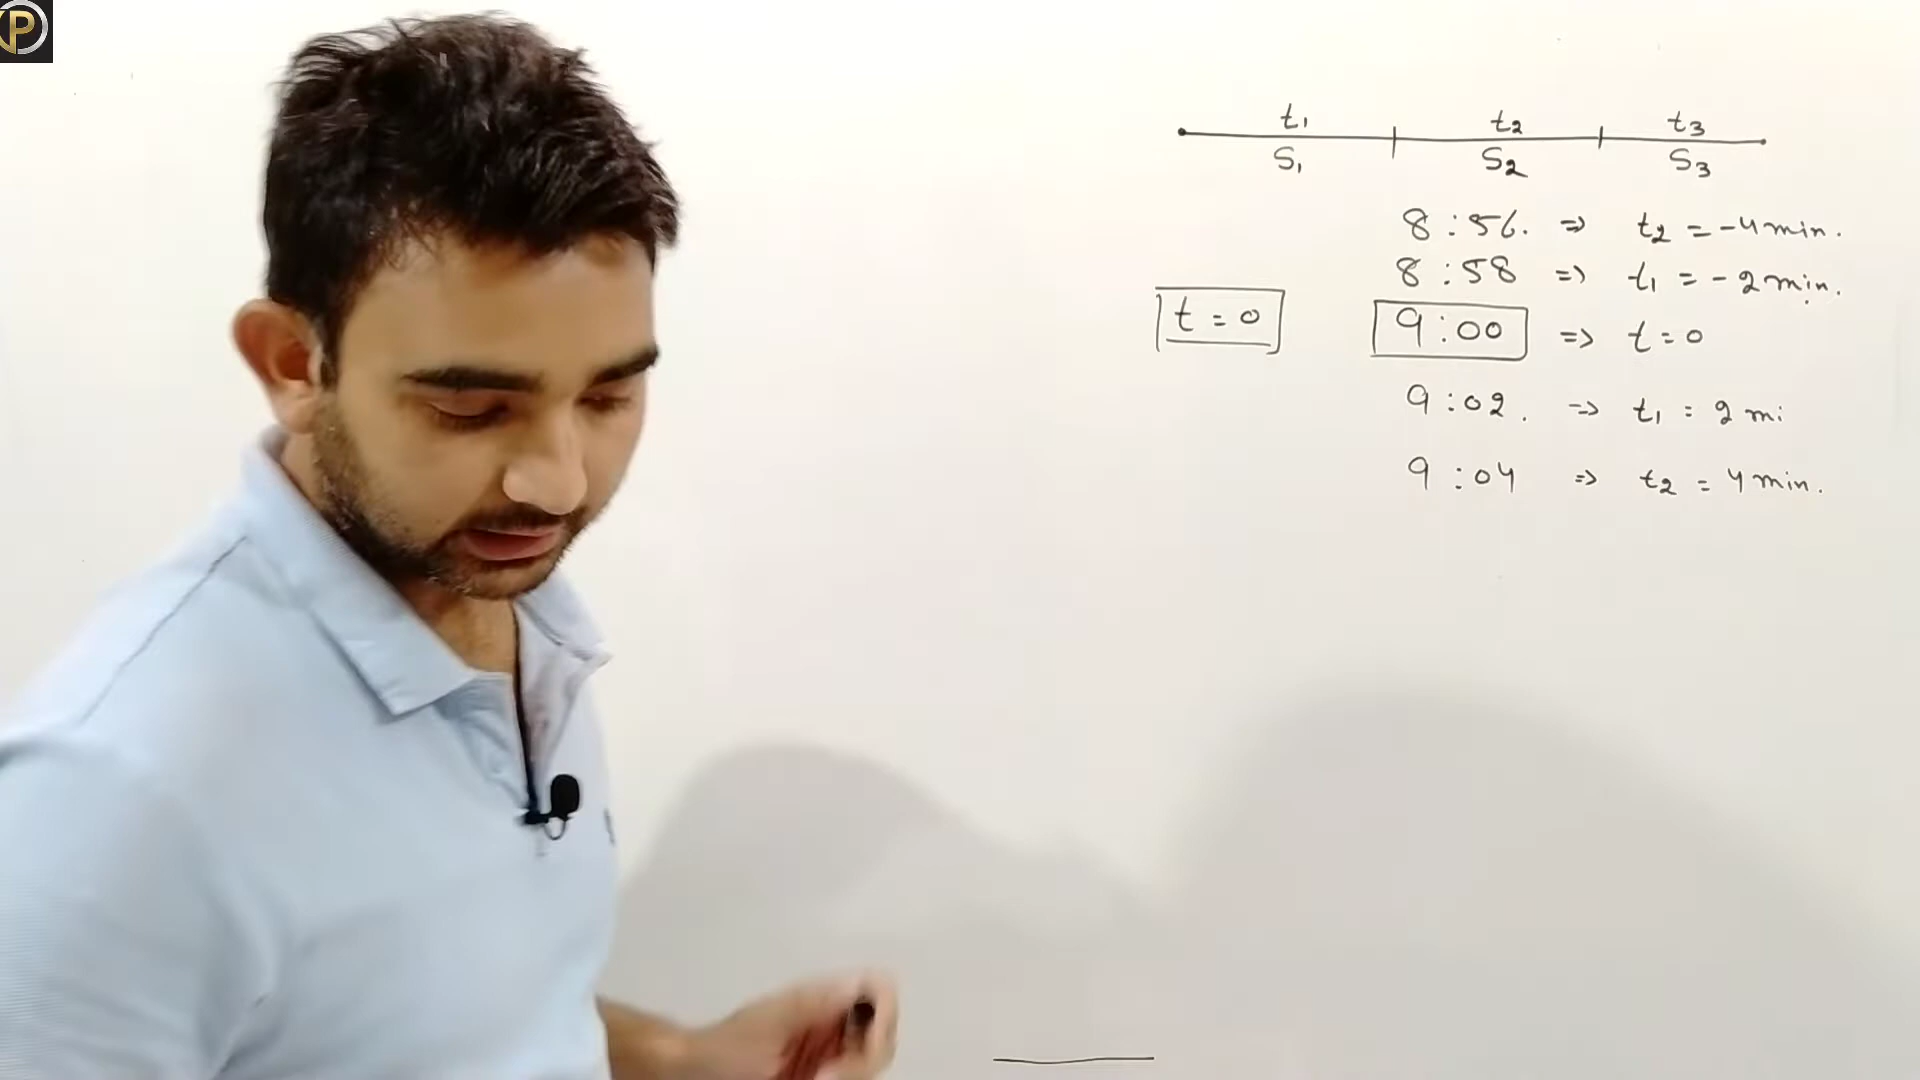 P
t₁ t₂ t₃
S₁ S₂ S₃
8 : 56. => t₂ = -4 min.
8 : 58 => t₁ = -2 min.
t = 0
9 : 00 => t = 0
9 : 02. => t₁ = 2 mi
9 : 04 => t₂ = 4 min.